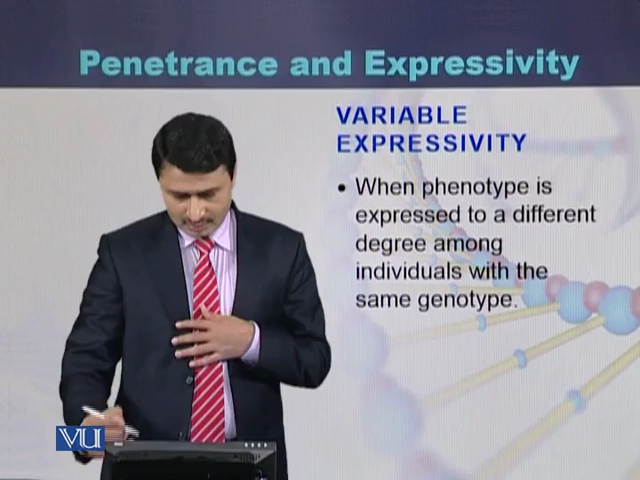 Penetrance and Expressivity
VARIABLE
EXPRESSIVITY
• When phenotype is
expressed to a different
degree among
individuals with the
same genotype.
VU